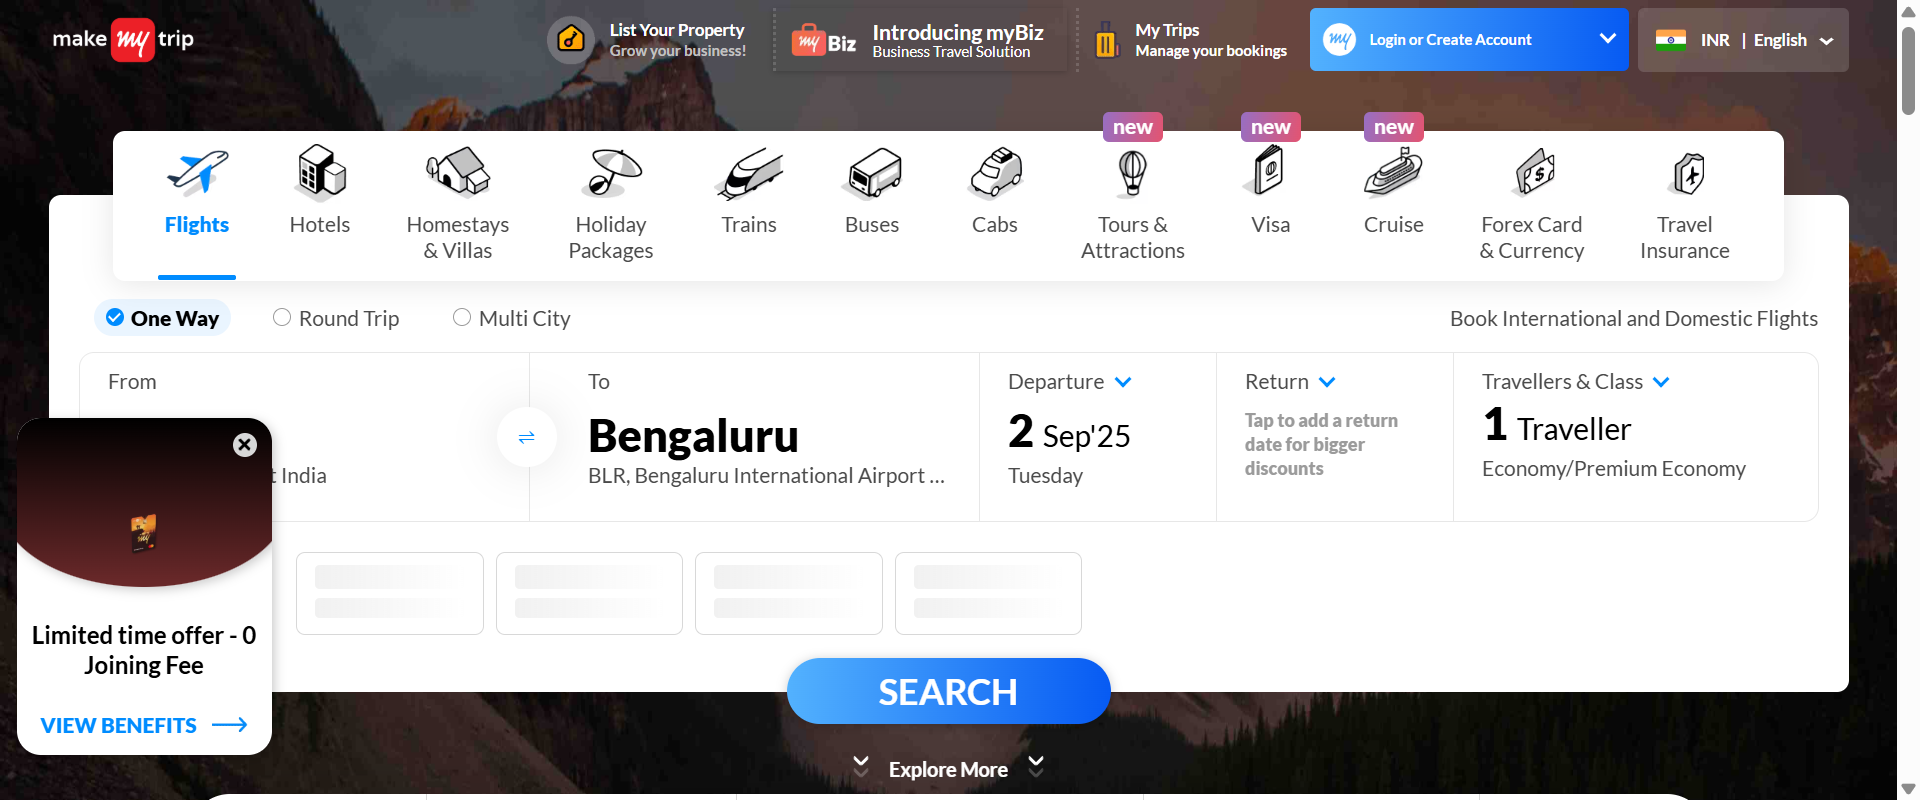 make my trip
List Your Property
Grow your business!
my Biz
Introducing myBiz
Business Travel Solution
My Trips
Manage your bookings
my
Login or Create Account
INR | English
new
new
new
Flights
Hotels
Homestays
& Villas
Holiday
Packages
Trains
Buses
Cabs
Tours &
Attractions
Visa
Cruise
Forex Card
& Currency
Travel
Insurance
One Way
Round Trip
Multi City
Book International and Domestic Flights
From
India
To
Bengaluru
BLR, Bengaluru International Airport ...
Departure
2 Sep'25
Tuesday
Return
Tap to add a return
date for bigger
discounts
Travellers & Class
1 Traveller
Economy/Premium Economy
my
Limited time offer - 0
Joining Fee
VIEW BENEFITS
SEARCH
Explore More